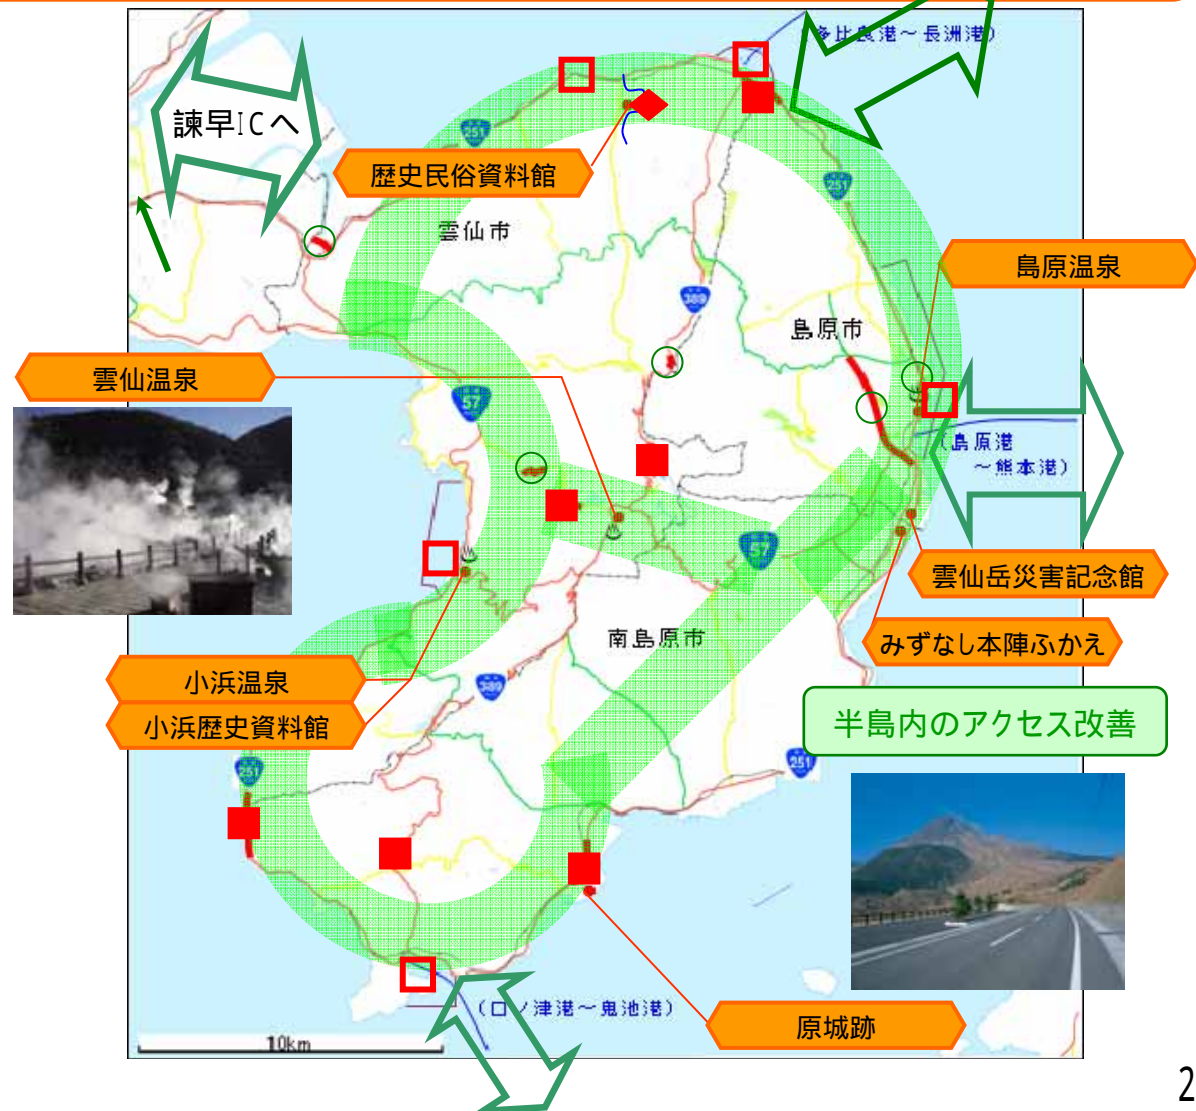 (多比良港～長洲港)
諫早ICへ
251
歴史民俗資料館
251
雲仙市
島原温泉
389
島原市
雲仙温泉
57
(島原港
～熊本港)
57
雲仙岳災害記念館
南島原市
みずなし本陣ふかえ
小浜温泉
389
小浜歴史資料館
半島内のアクセス改善
251
251
(口ノ津港～鬼池港)
原城跡
10km
2